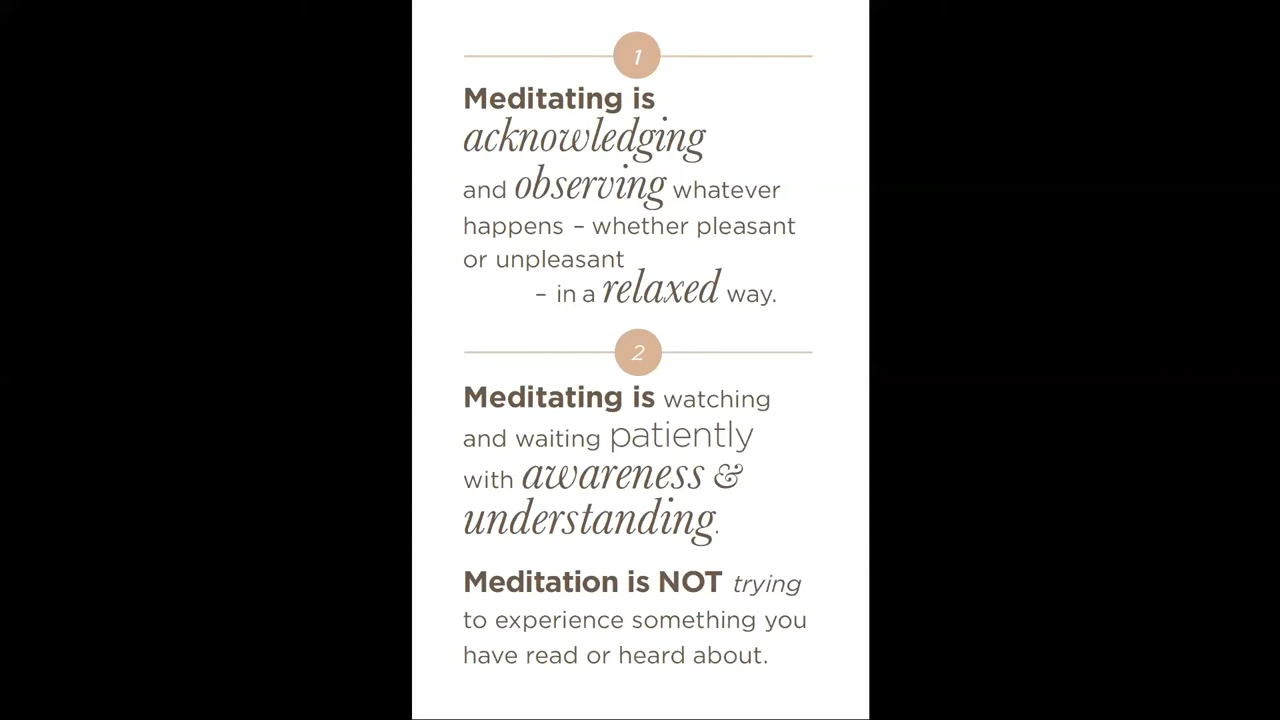 1
Meditating is
acknowledging
and observing whatever
happens – whether pleasant
or unpleasant
– in a relaxed way.
2
Meditating is watching
and waiting patiently
with awareness &
understanding.
Meditation is NOT trying
to experience something you
have read or heard about.